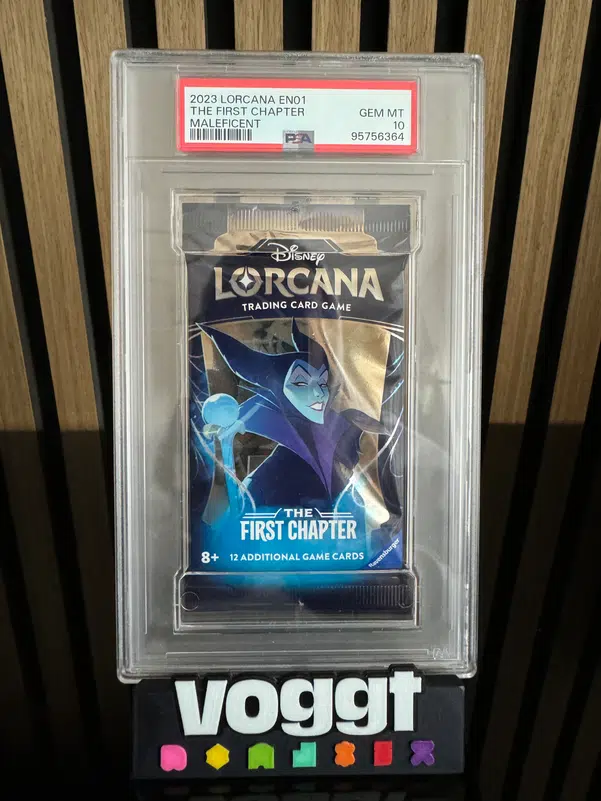 2023 LORCANA EN01
THE FIRST CHAPTER
MALEFICENT
GEM MT
10
95756364
PSA
Disney
LORCANA
TRADING CARD GAME
THE
FIRST CHAPTER
8+ 12 ADDITIONAL GAME CARDS
Ravensburger
voggt